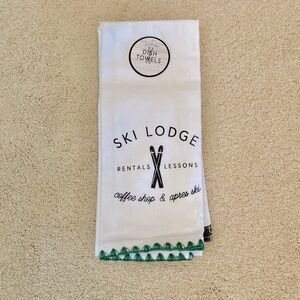 DISH
TOWELS
SKI LODGE
RENTALS LESSONS
coffee shop & apres ski